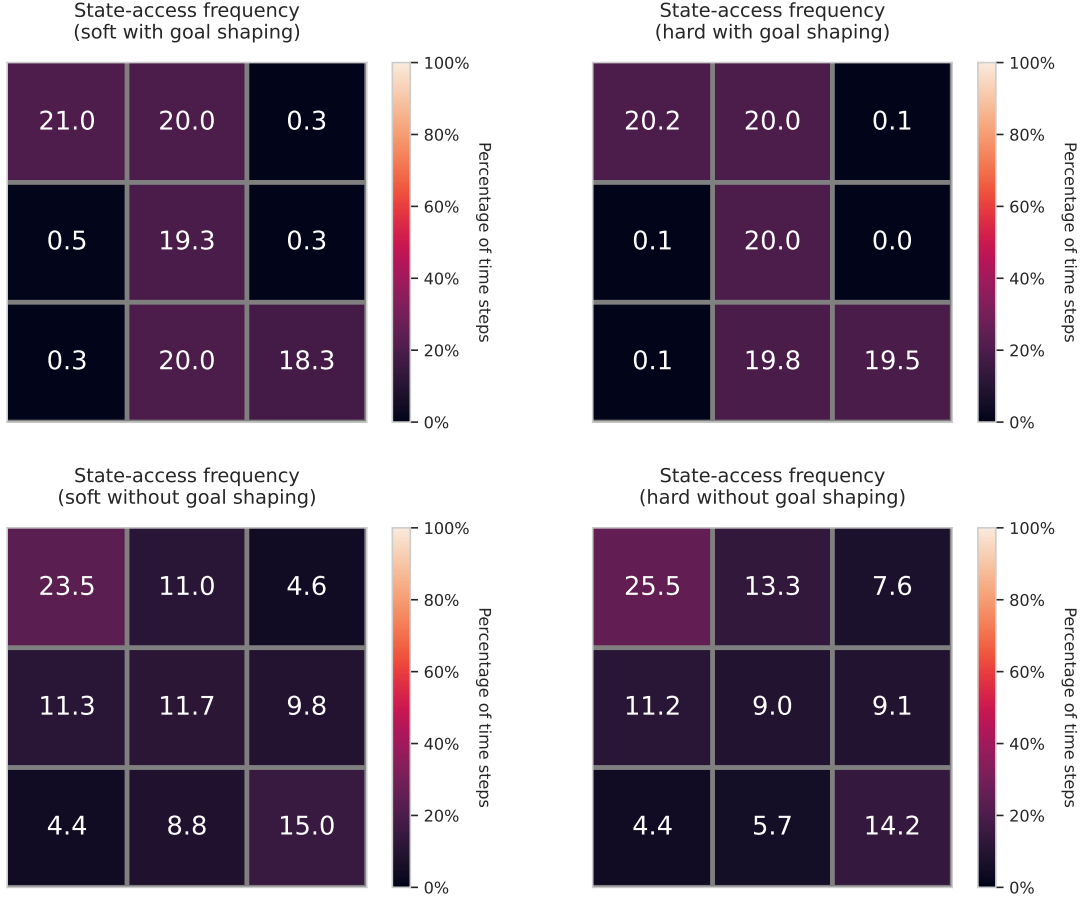 State-access frequency
(soft with goal shaping)
21.0 20.0 0.3
0.5 19.3 0.3
0.3 20.0 18.3
100%
80%
60%
40%
20%
0%
Percentage of time steps
State-access frequency
(hard with goal shaping)
20.2 20.0 0.1
0.1 20.0 0.0
0.1 19.8 19.5
100%
80%
60%
40%
20%
0%
Percentage of time steps
State-access frequency
(soft without goal shaping)
23.5 11.0 4.6
11.3 11.7 9.8
4.4 8.8 15.0
100%
80%
60%
40%
20%
0%
Percentage of time steps
State-access frequency
(hard without goal shaping)
25.5 13.3 7.6
11.2 9.0 9.1
4.4 5.7 14.2
100%
80%
60%
40%
20%
0%
Percentage of time steps